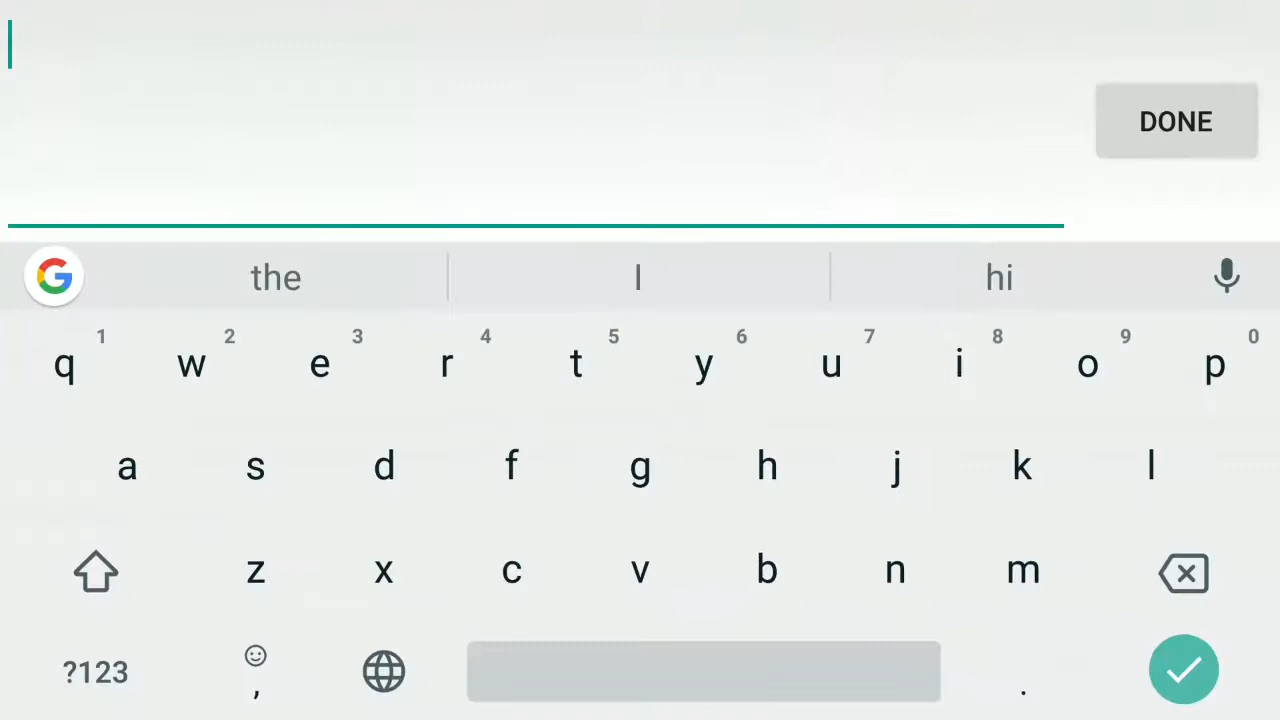 DONE
the I hi
1 2 3 4 5 6 7 8 9 0
q w e r t y u i o p
a s d f g h j k l
z x c v b n m
?123 , .